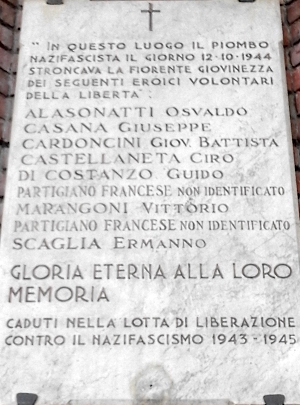 "IN QUESTO LUOGO IL PIOMBO
NAZIFASCISTA IL GIORNO 12-10-1944
STRONCAVA LA FIORENTE GIOVINEZZA
DEI SEGUENTI EROICI VOLONTARI
DELLA LIBERTA':
ALASONATTI OSVALDO
CASANA GIUSEPPE
CARDONCINI GIOV. BATTISTA
CASTELLANETA CIRO
DI COSTANZO GUIDO
PARTIGIANO FRANCESE NON IDENTIFICATO
MARANGONI VITTORIO
PARTIGIANO FRANCESE NON IDENTIFICATO
SCAGLIA ERMANNO
GLORIA ETERNA ALLA LORO
MEMORIA
CADUTI NELLA LOTTA DI LIBERAZIONE
CONTRO IL NAZIFASCISMO 1943-1945